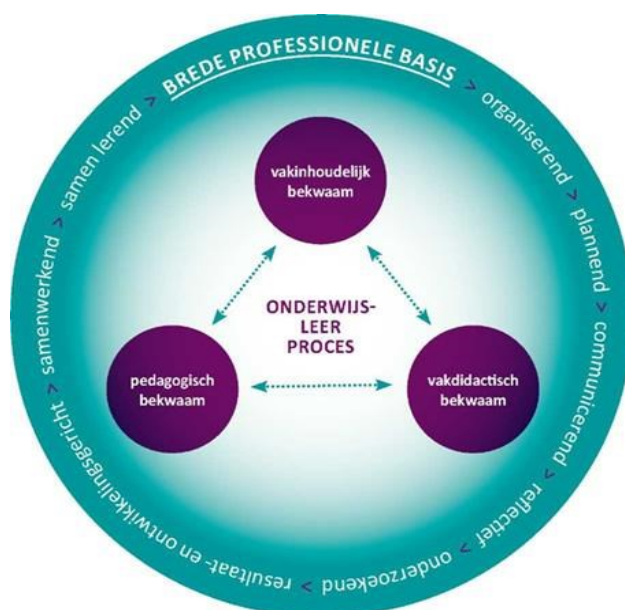 BREDE PROFESSIONELE BASIS > organiserend > plannend > communicerend > reflectief > onderzoekend > resultaat- en ontwikkelingsgericht > samenwerkend > samen lerend >
vakinhoudelijk
bekwaam
ONDERWIJS-
LEER
PROCES
pedagogisch
bekwaam
vakdidactisch
bekwaam